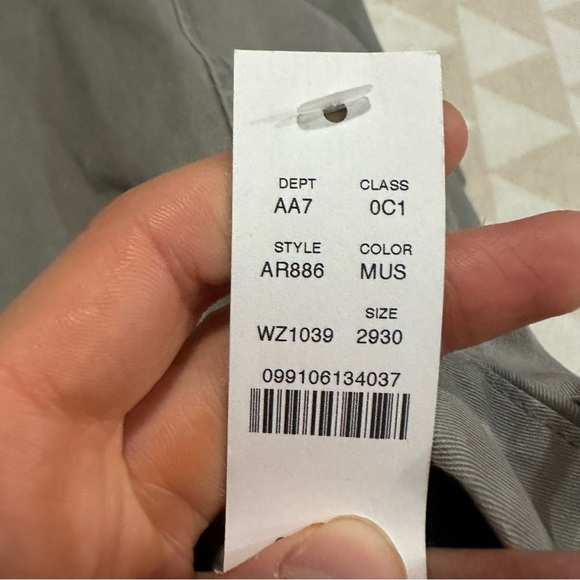 DEPT CLASS
AA7 0C1
STYLE COLOR
AR886 MUS
SIZE
WZ1039 2930
099106134037